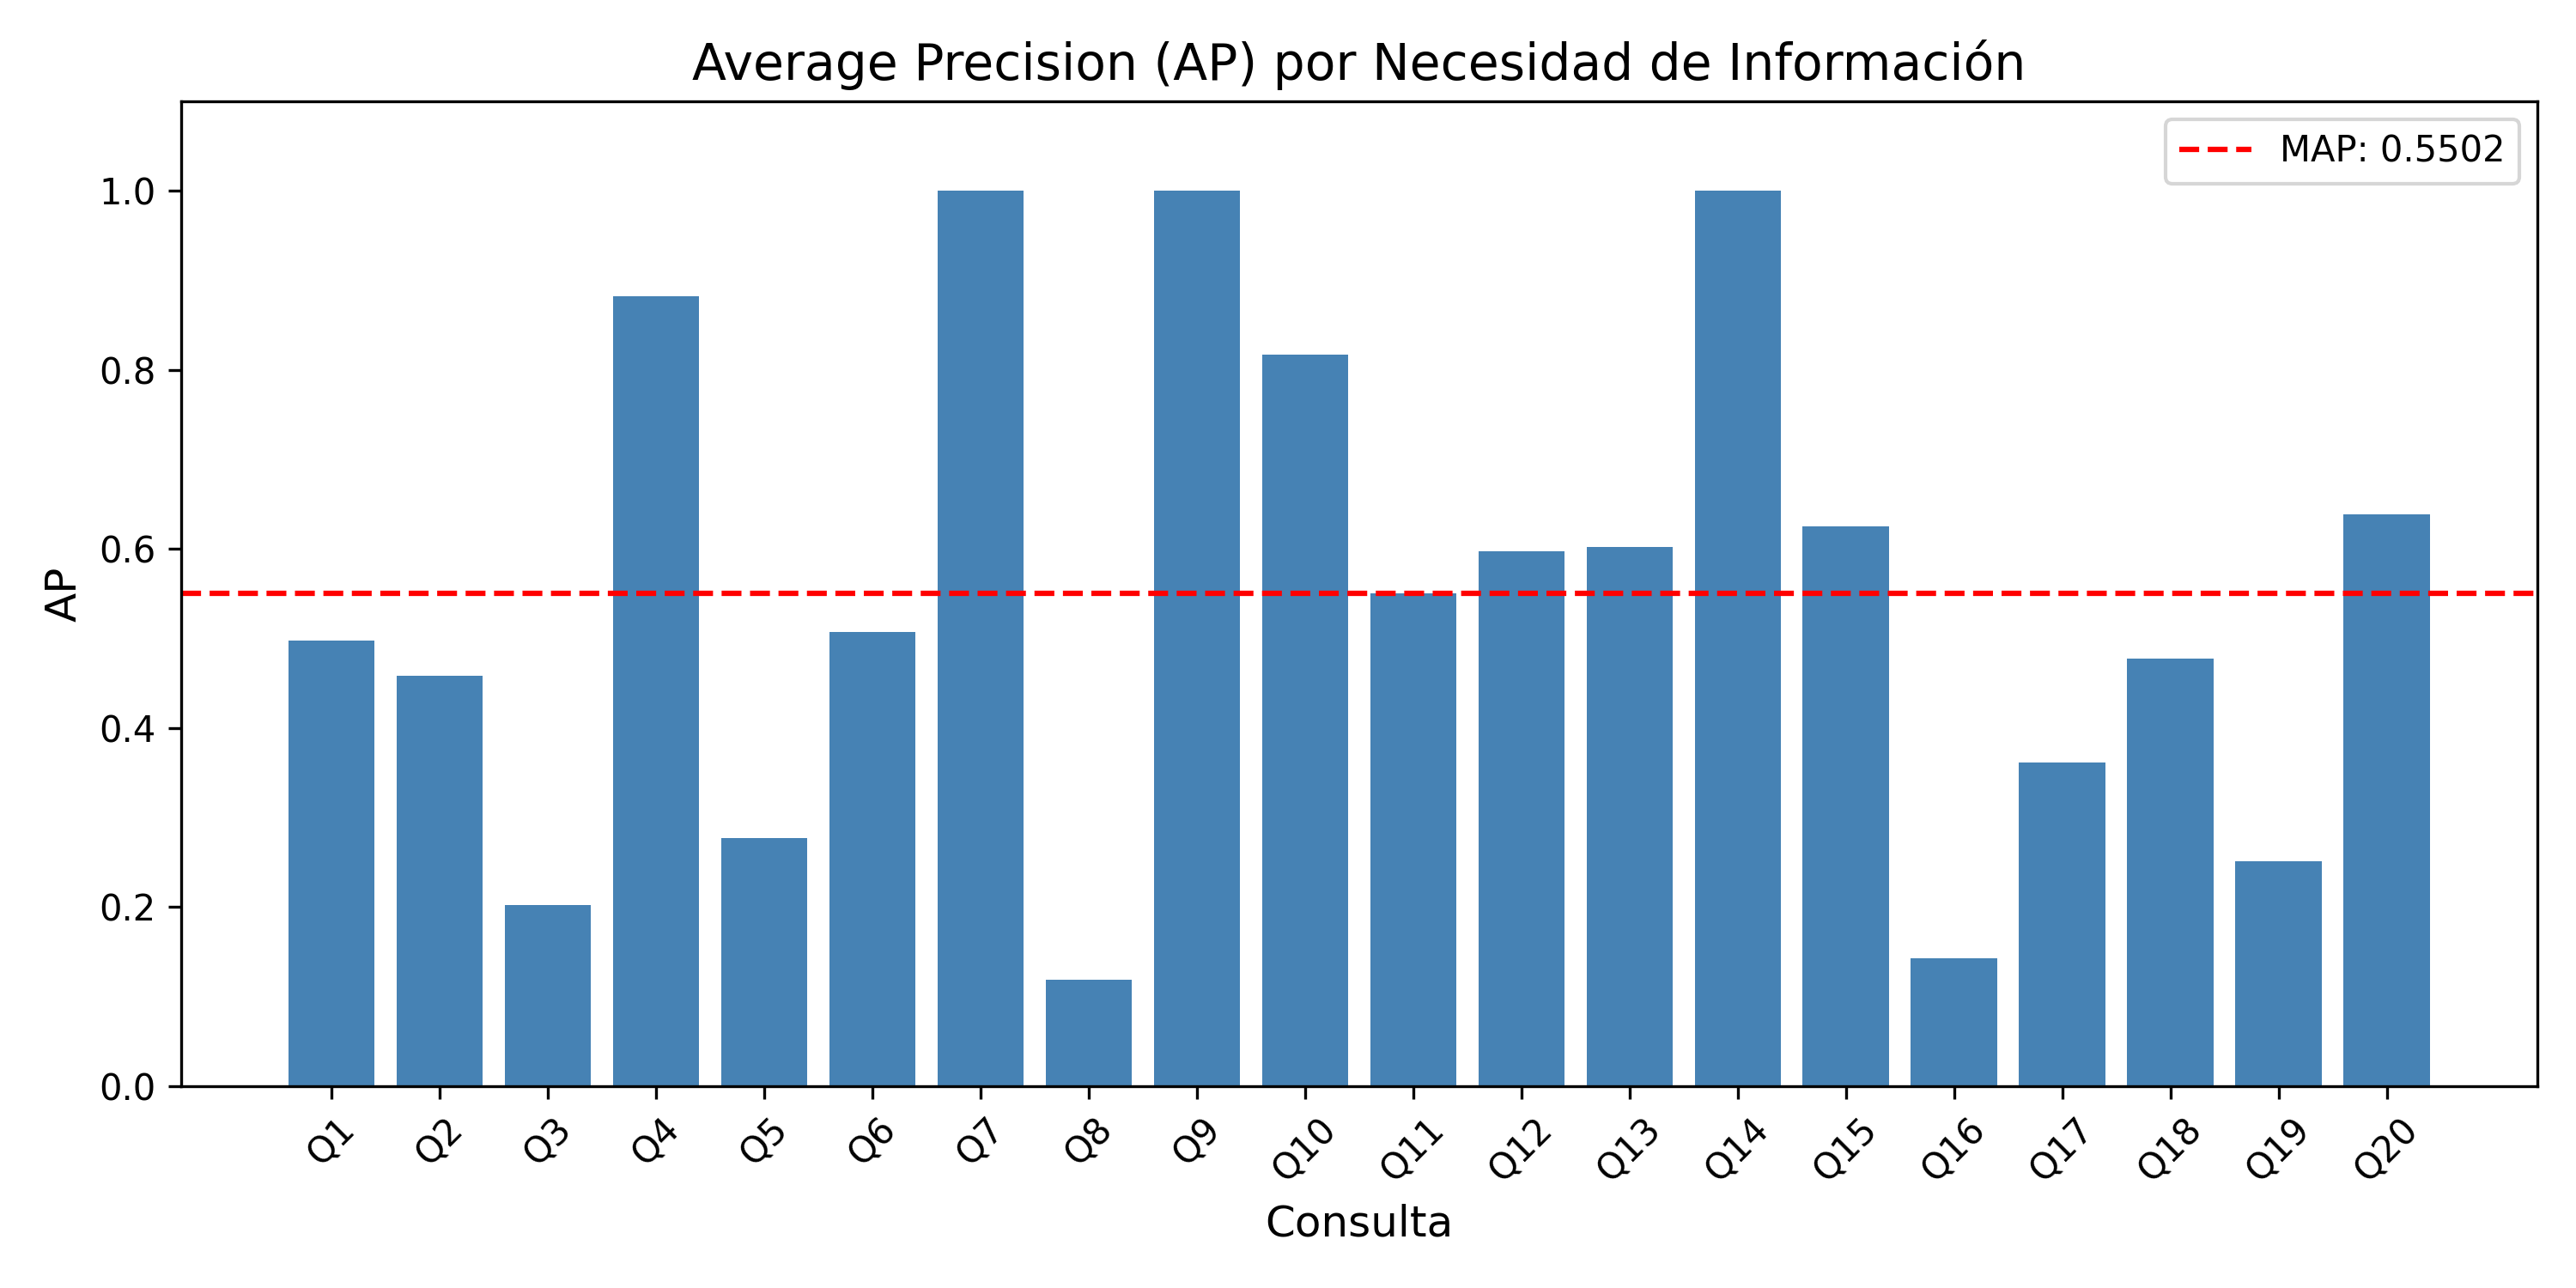 Average Precision (AP) por Necesidad de Información
MAP: 0.5502
1.0
0.8
0.6
0.4
0.2
0.0
AP
Q1 Q2 Q3 Q4 Q5 Q6 Q7 Q8 Q9 Q10 Q11 Q12 Q13 Q14 Q15 Q16 Q17 Q18 Q19 Q20
Consulta